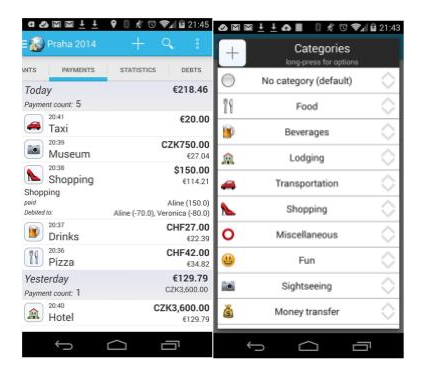 21:45
Praha 2014
NTS PAYMENTS STATISTICS DEBTS
Today €218.46
Payment count: 5
20:41
Taxi €20.00
20:39
Museum CZK750.00
€27.04
20:38
Shopping $150.00
€114.21
Shopping
paid Aline (150.0)
Debited to: Aline (-70.0), Veronica (-80.0)
20:37
Drinks CHF27.00
€22.39
20:36
Pizza CHF42.00
€34.82
Yesterday €129.79
Payment count: 1 CZK3,600.00
20:40
Hotel CZK3,600.00
€129.79
21:43
+ Categories
long-press for options
No category (default)
Food
Beverages
Lodging
Transportation
Shopping
Miscellaneous
Fun
Sightseeing
Money transfer